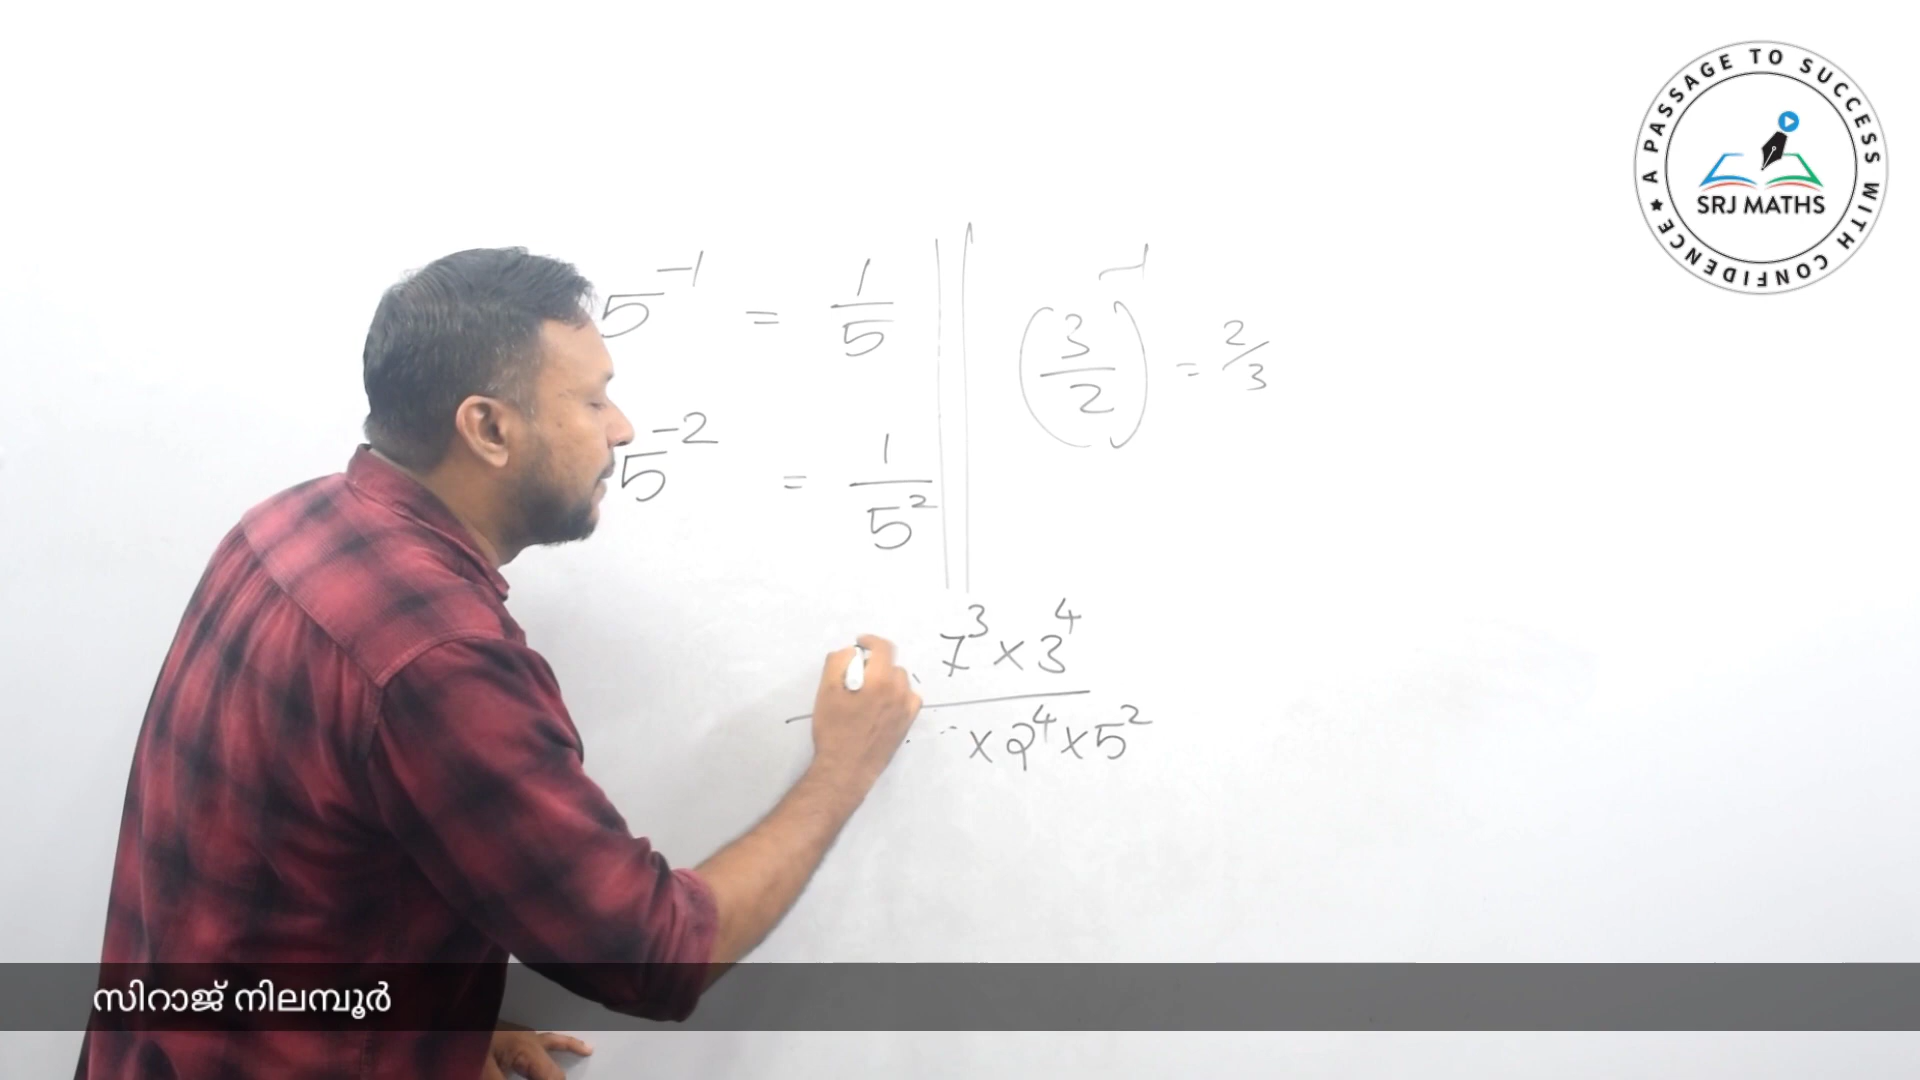 A PASSAGE TO SUCCESS WITH CONFIDENCE
SRJ MATHS
5⁻¹ = 1/5
(3/2)⁻¹ = 2/3
5⁻² = 1/5²
7³ × 3⁴
× 2⁴ × 5²
സിറാജ് നിലമ്പൂർ